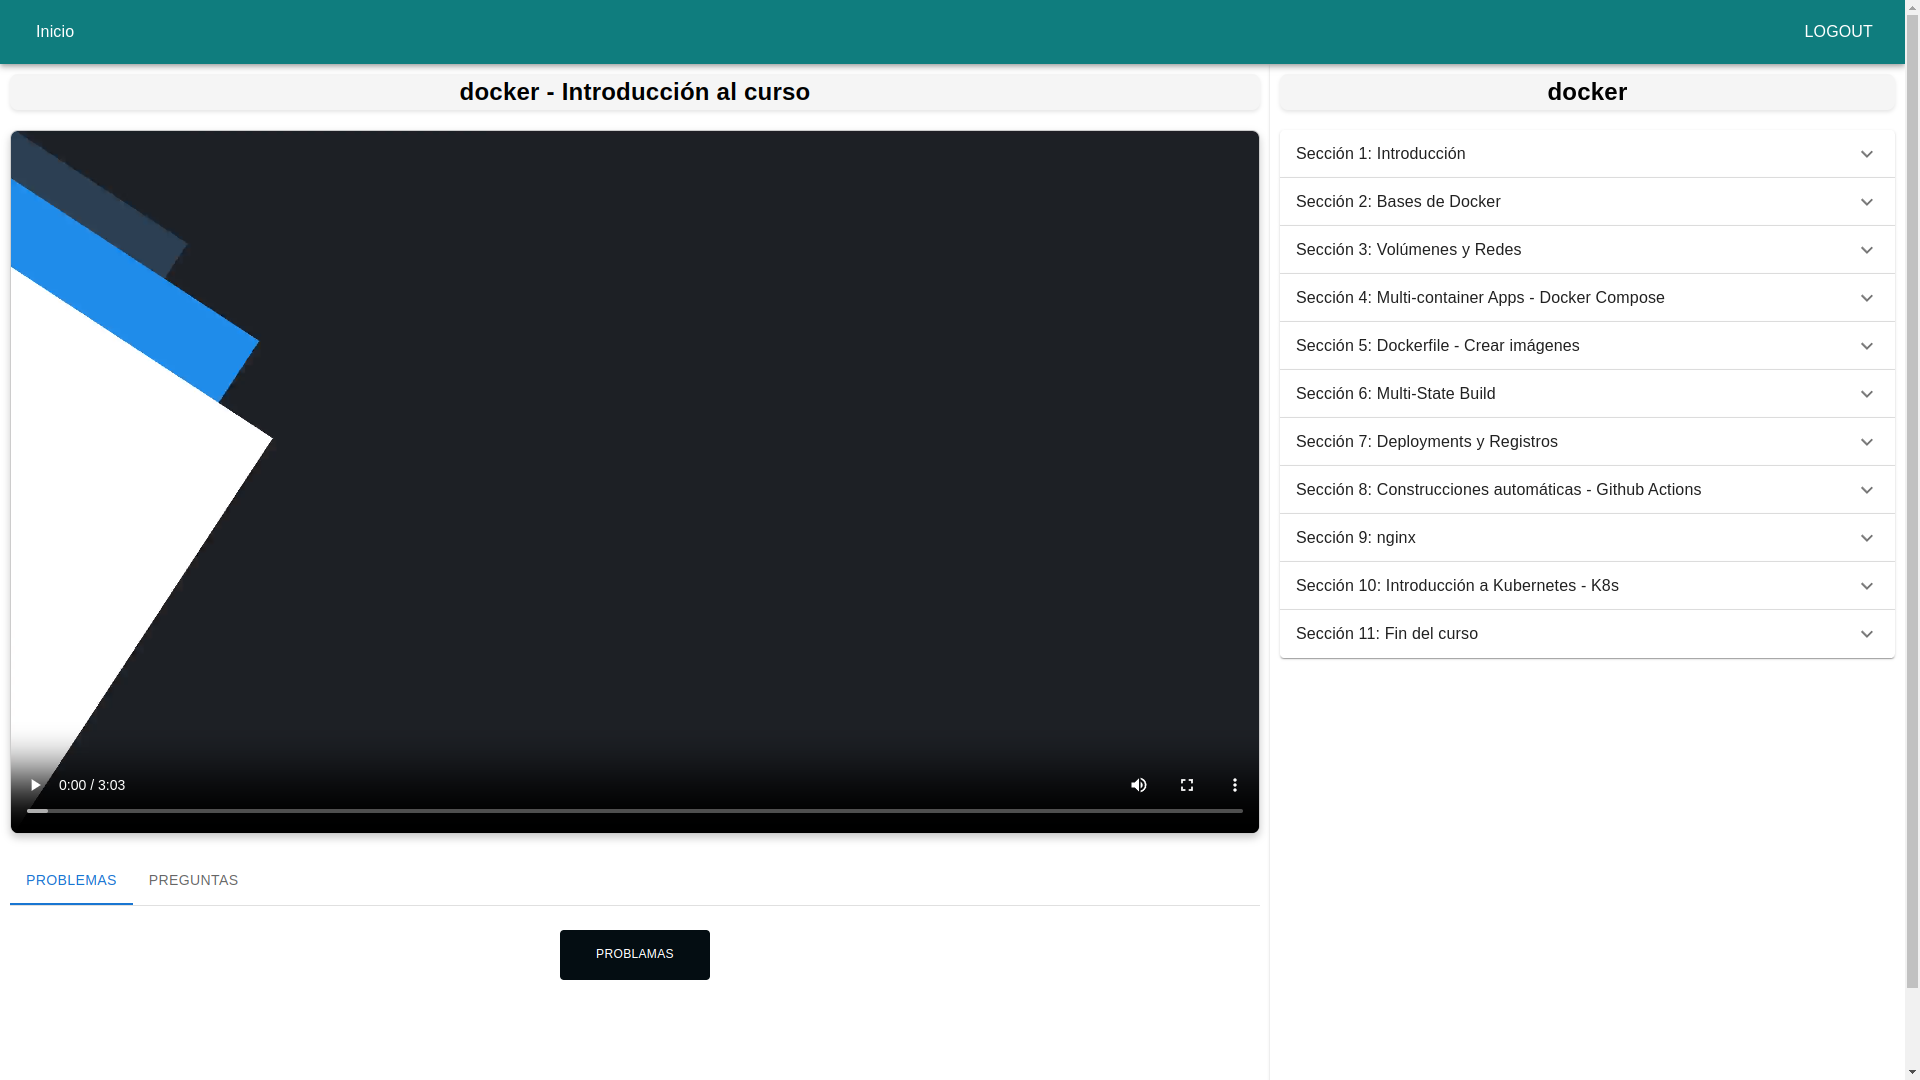 Inicio
LOGOUT
docker - Introducción al curso
docker
Sección 1: Introducción
Sección 2: Bases de Docker
Sección 3: Volúmenes y Redes
Sección 4: Multi-container Apps - Docker Compose
Sección 5: Dockerfile - Crear imágenes
Sección 6: Multi-State Build
Sección 7: Deployments y Registros
Sección 8: Construcciones automáticas - Github Actions
Sección 9: nginx
Sección 10: Introducción a Kubernetes - K8s
Sección 11: Fin del curso
0:00 / 3:03
PROBLEMAS
PREGUNTAS
PROBLAMAS